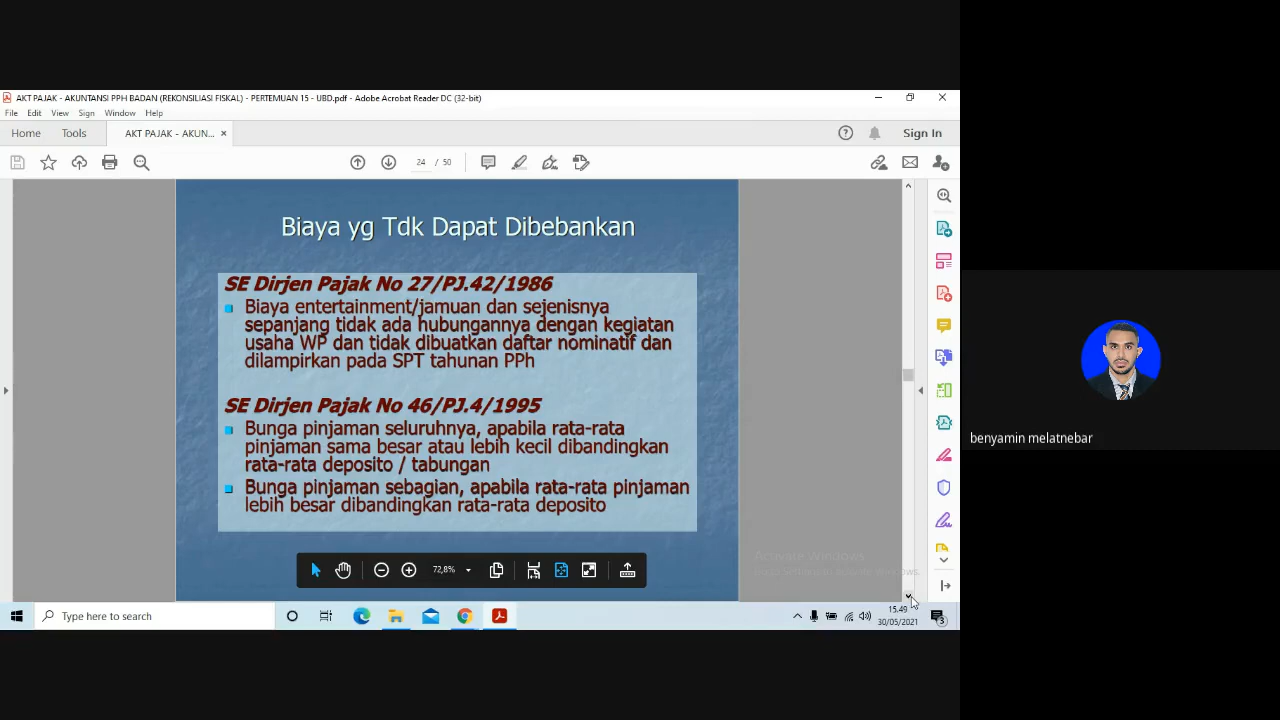 AKT PAJAK - AKUNTANSI PPH BADAN (REKONSILIASI FISKAL) - PERTEMUAN 15 - UBD.pdf - Adobe Acrobat Reader DC (32-bit)
File Edit View Sign Window Help
Home Tools AKT PAJAK - AKUN... × Sign In
24 / 50
Biaya yg Tdk Dapat Dibebankan
SE Dirjen Pajak No 27/PJ.42/1986
Biaya entertainment/jamuan dan sejenisnya
sepanjang tidak ada hubungannya dengan kegiatan
usaha WP dan tidak dibuatkan daftar nominatif dan
dilampirkan pada SPT tahunan PPh
SE Dirjen Pajak No 46/PJ.4/1995
Bunga pinjaman seluruhnya, apabila rata-rata
pinjaman sama besar atau lebih kecil dibandingkan
rata-rata deposito / tabungan
Bunga pinjaman sebagian, apabila rata-rata pinjaman
lebih besar dibandingkan rata-rata deposito
72,8%
Activate Windows
Type here to search
15.49
30/05/2021
3
benyamin melatnebar